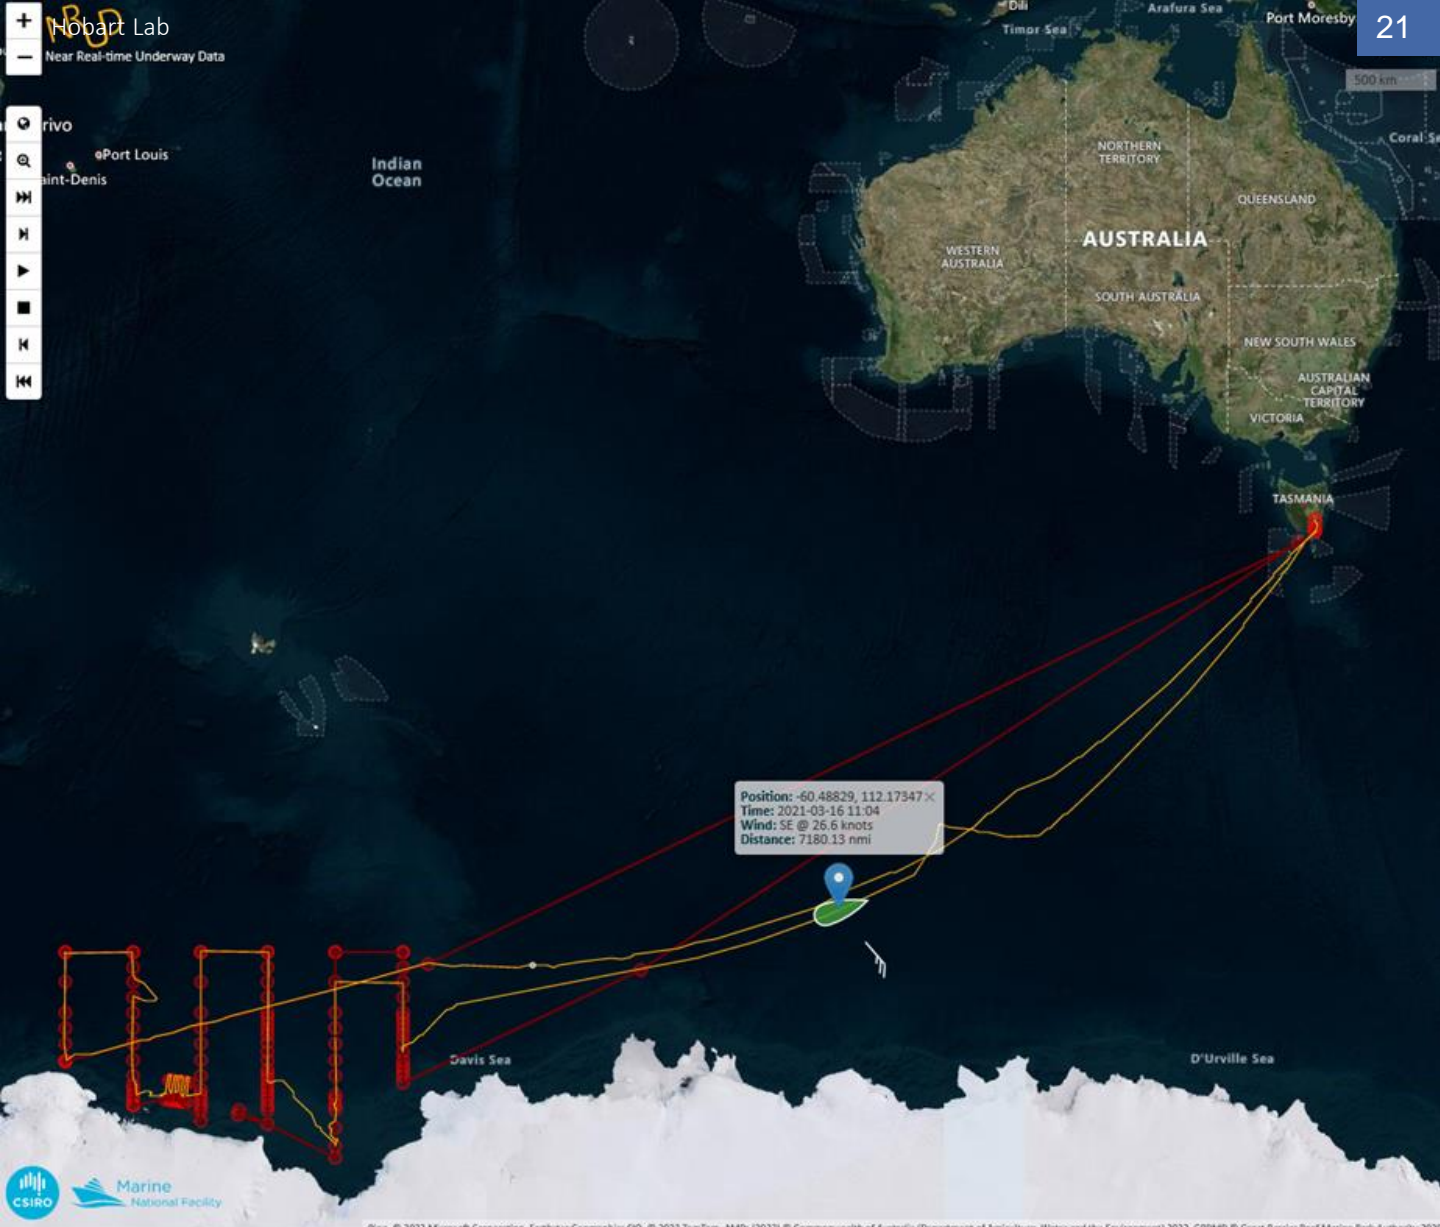 Hobart Lab
21
Near Real-time Underway Data
Dili
Arafura Sea
Timor Sea
Port Moresby
500 km
rivo
Port Louis
aint-Denis
Indian
Ocean
Coral Se
NORTHERN
TERRITORY
QUEENSLAND
AUSTRALIA
WESTERN
AUSTRALIA
SOUTH AUSTRALIA
NEW SOUTH WALES
AUSTRALIAN
CAPITAL
TERRITORY
VICTORIA
TASMANIA
Position: -60.48829, 112.17347×
Time: 2021-03-16 11:04
Wind: SE @ 26.6 knots
Distance: 7180.13 nmi
Davis Sea
D'Urville Sea
CSIRO
Marine
National Facility